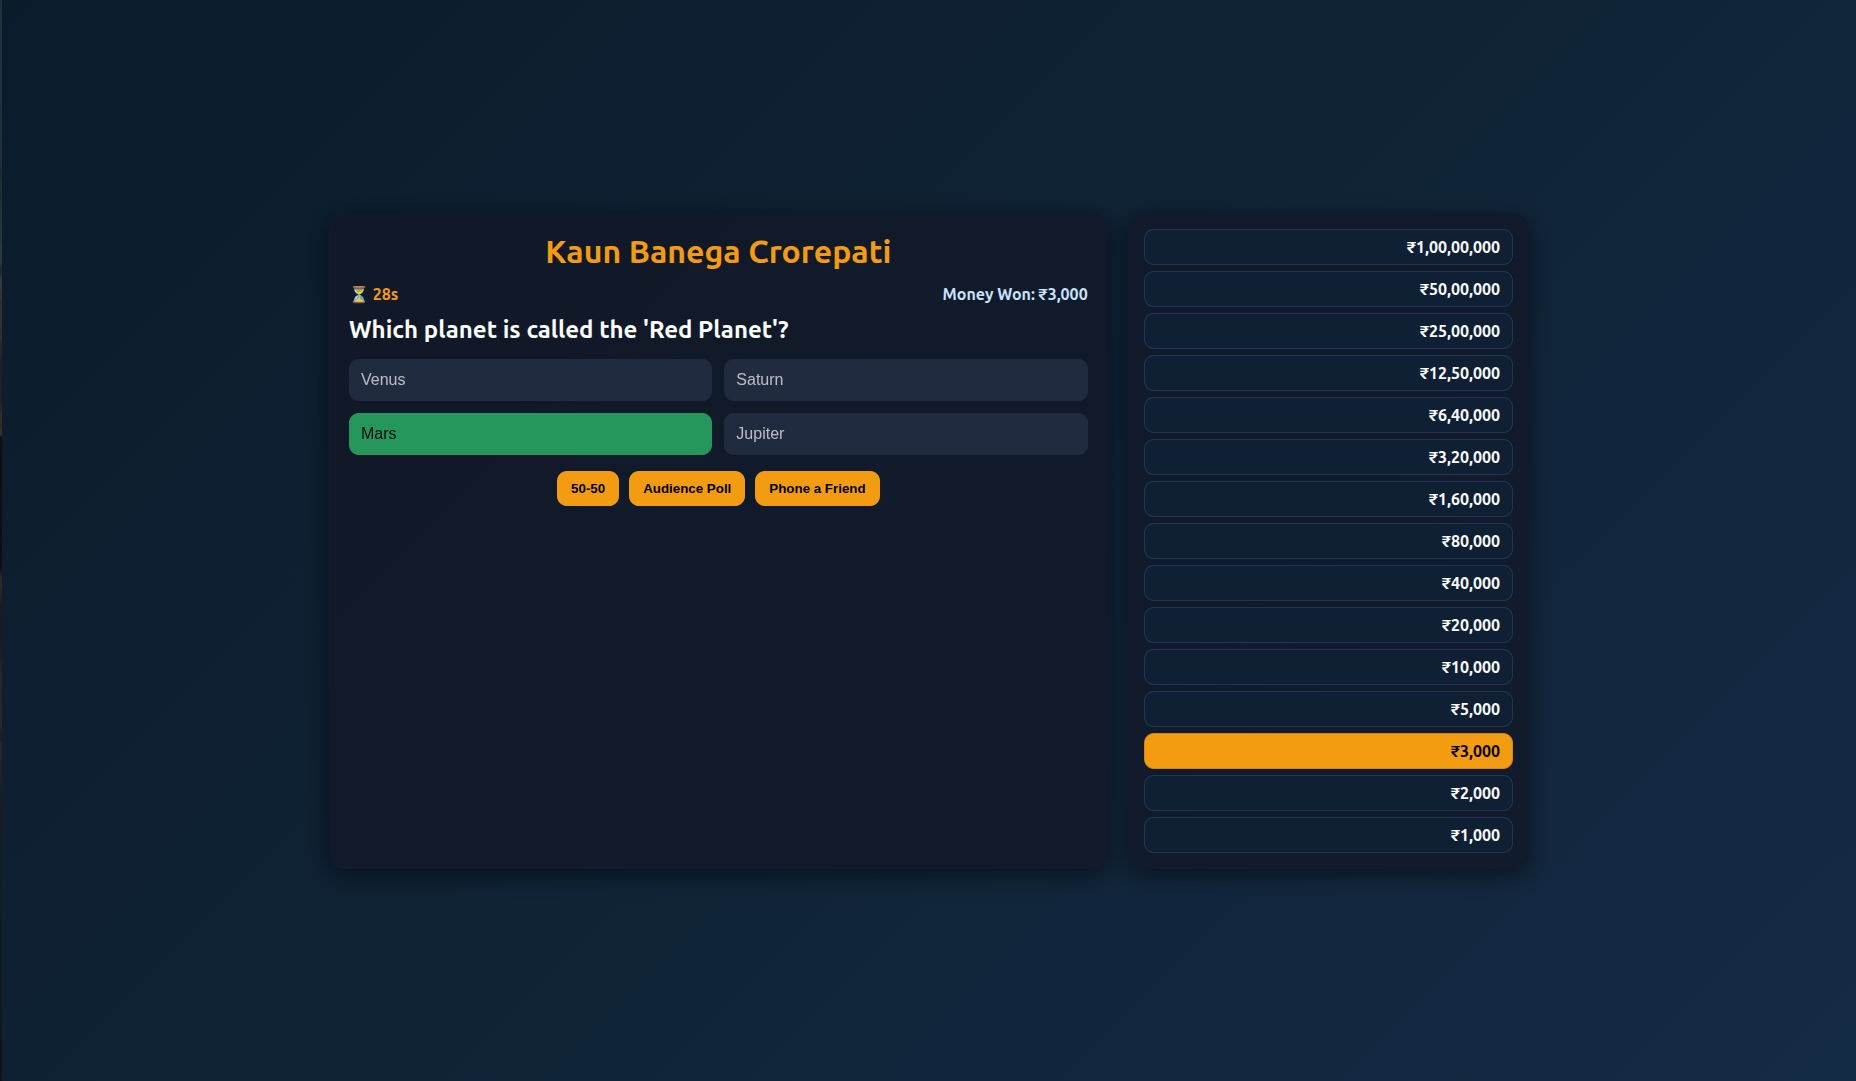 Kaun Banega Crorepati
⏳ 28s
Money Won: ₹3,000
Which planet is called the 'Red Planet'?
Venus
Saturn
Mars
Jupiter
50-50
Audience Poll
Phone a Friend
₹1,00,00,000
₹50,00,000
₹25,00,000
₹12,50,000
₹6,40,000
₹3,20,000
₹1,60,000
₹80,000
₹40,000
₹20,000
₹10,000
₹5,000
₹3,000
₹2,000
₹1,000